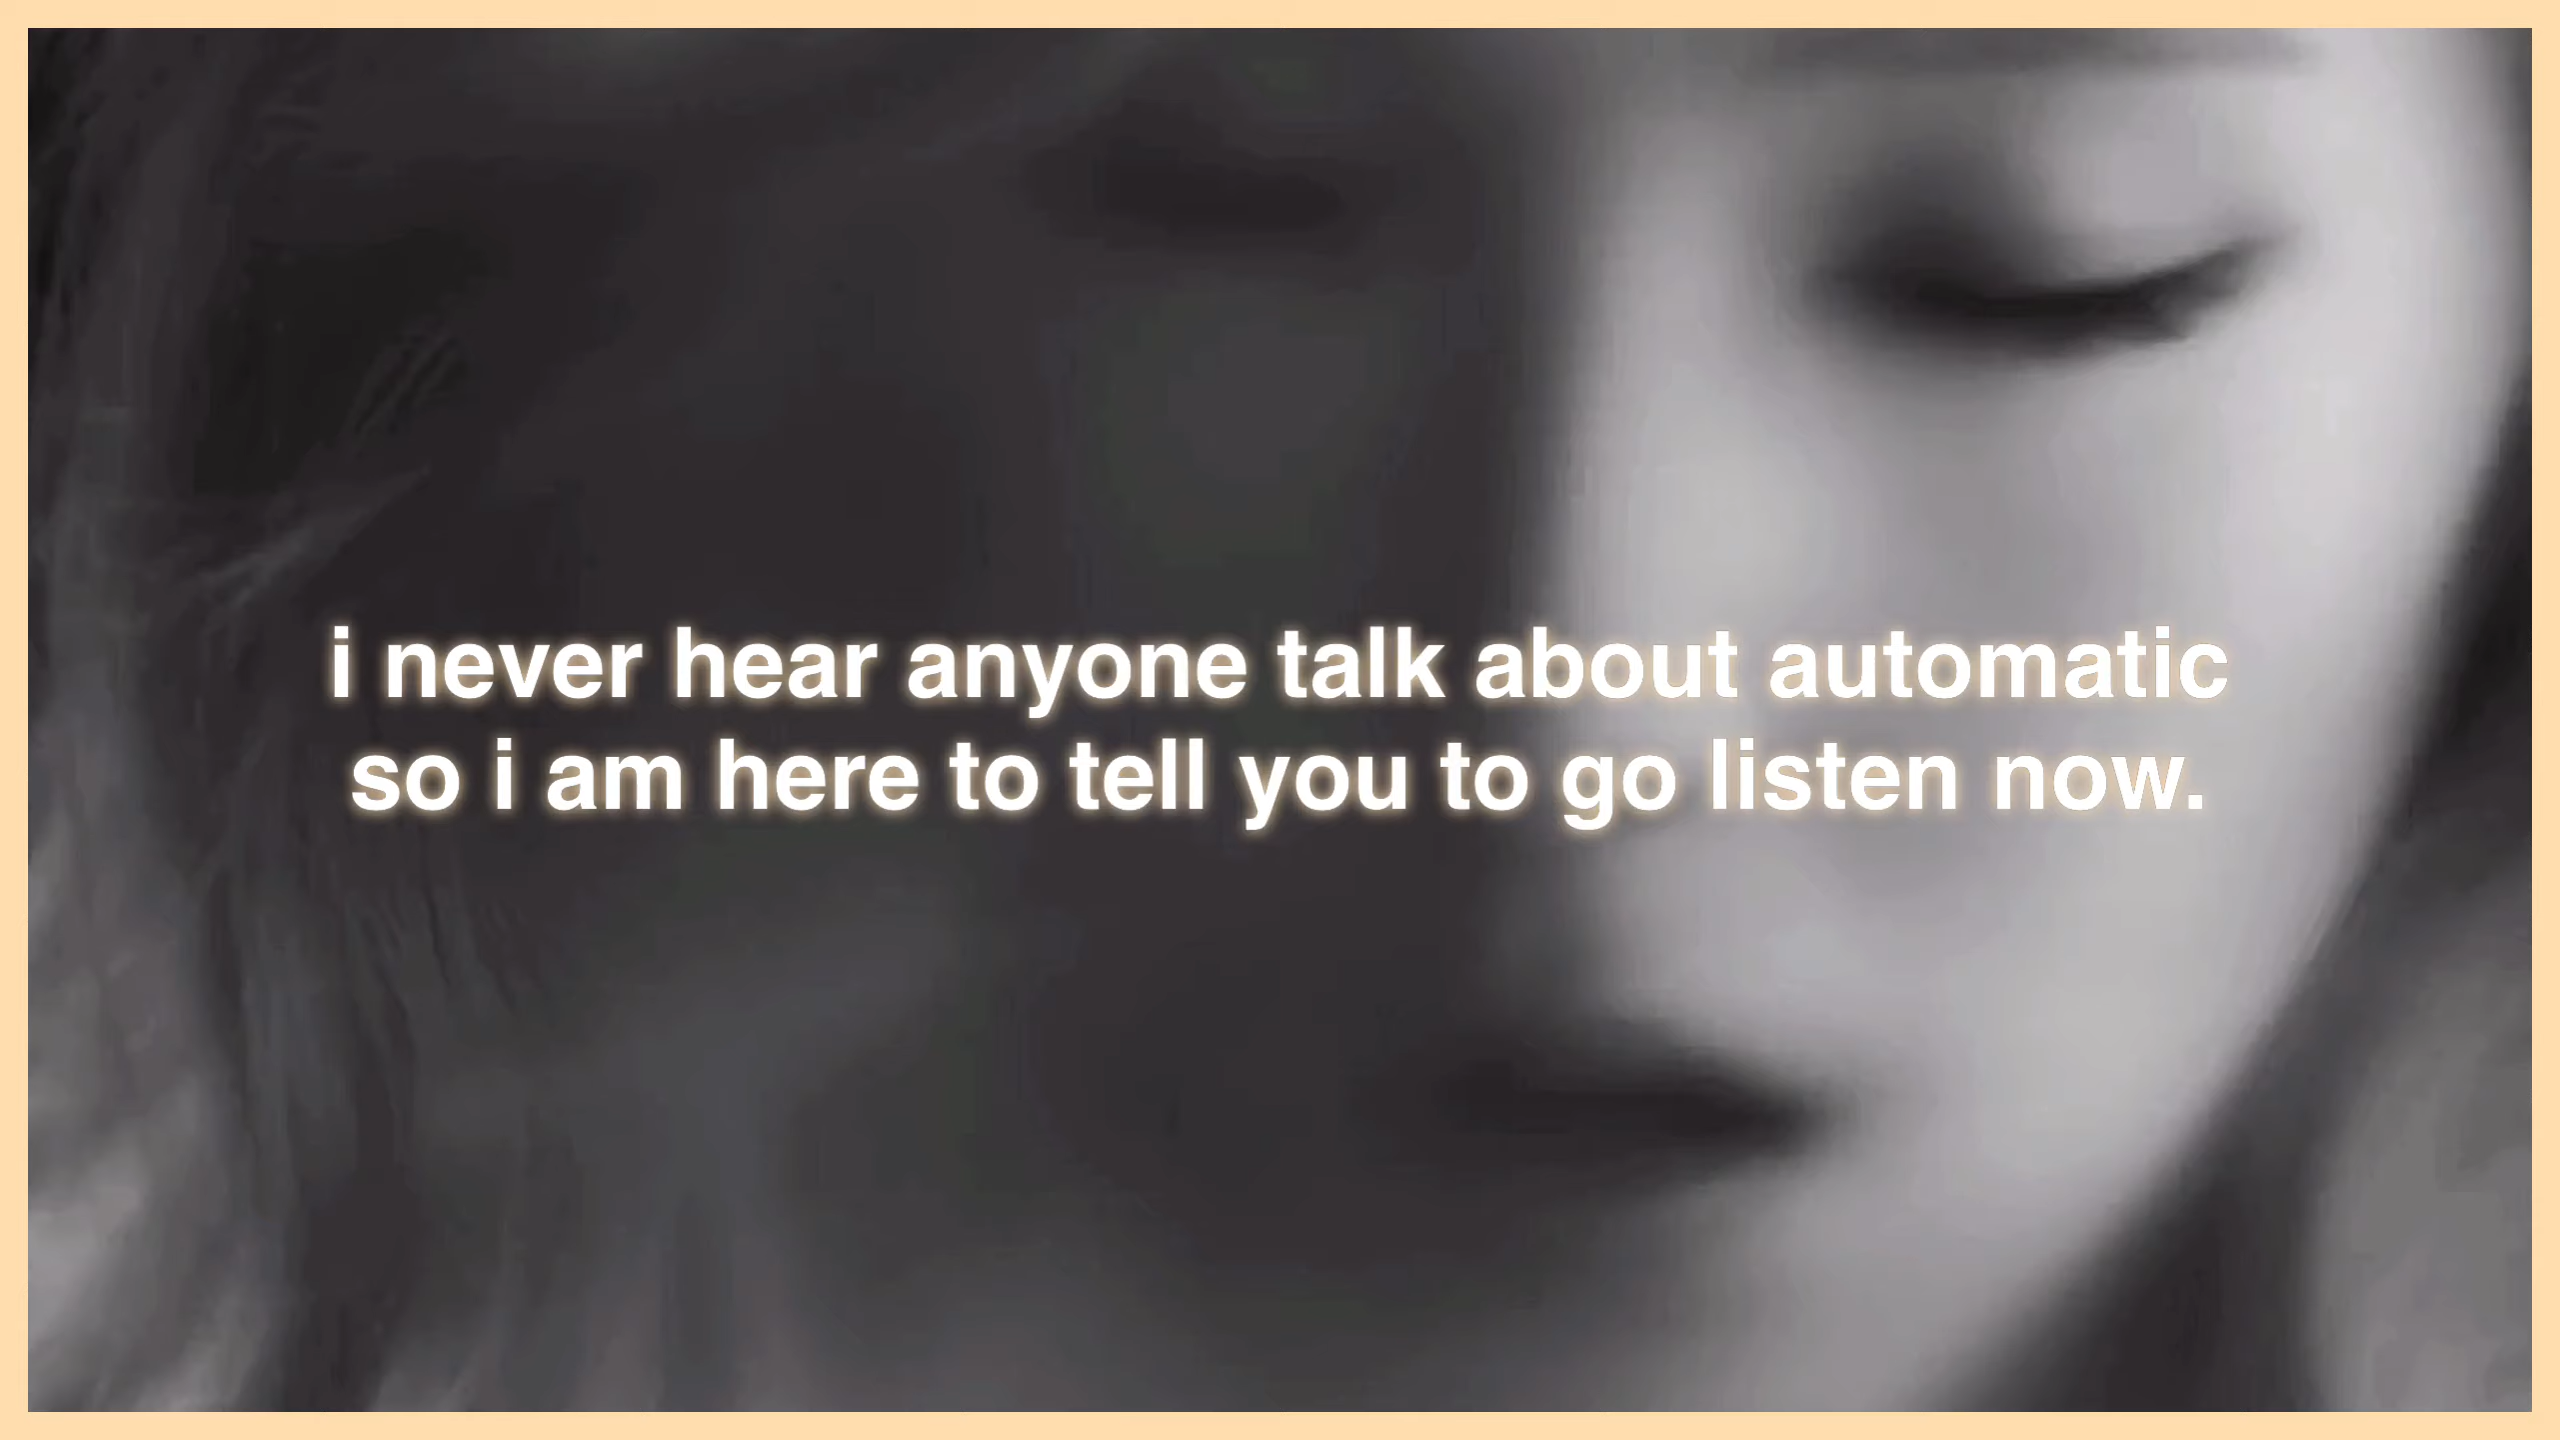 i never hear anyone talk about automatic
so i am here to tell you to go listen now.